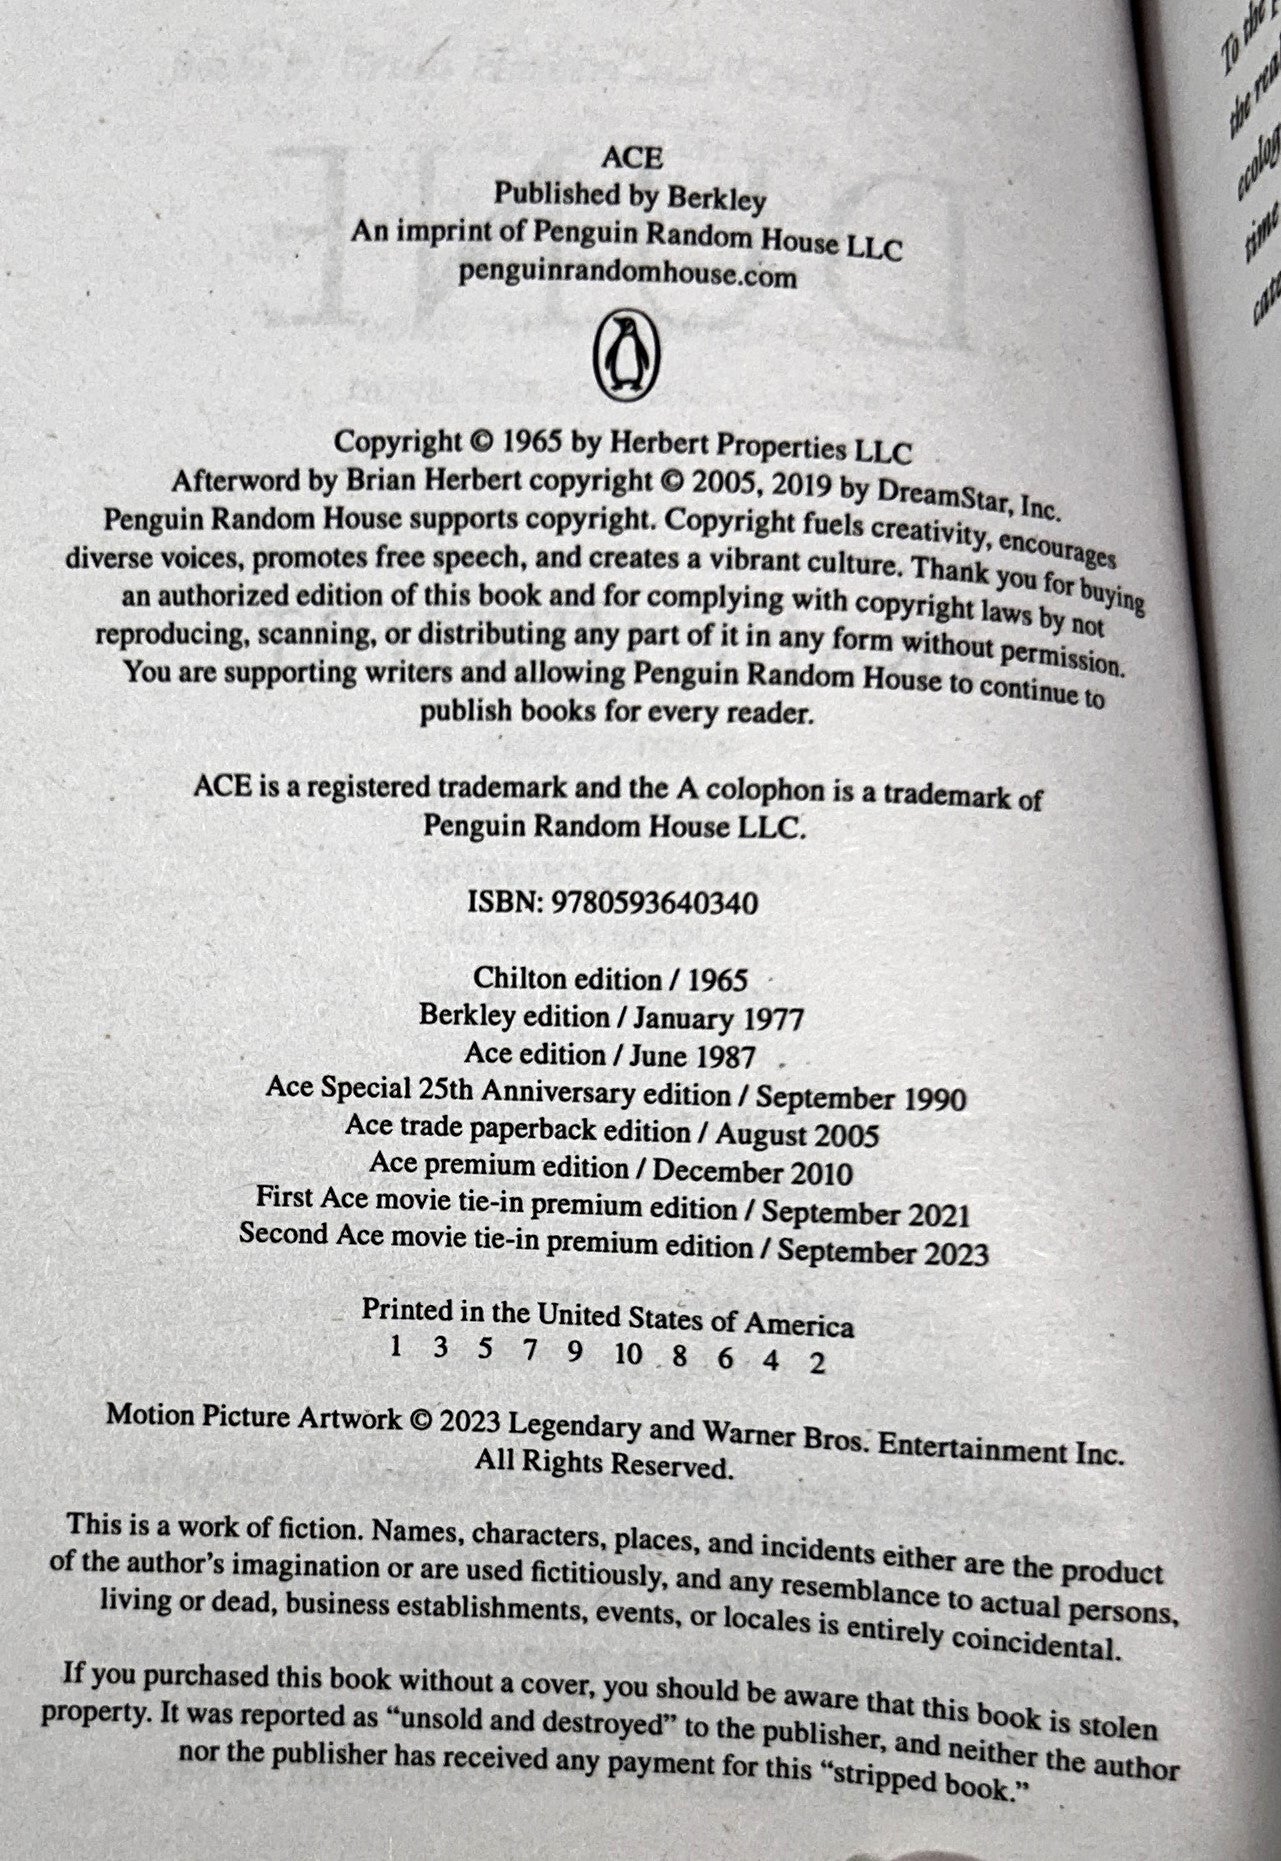 ACE
Published by Berkley
An imprint of Penguin Random House LLC
penguinrandomhouse.com
Copyright © 1965 by Herbert Properties LLC
Afterword by Brian Herbert copyright © 2005, 2019 by DreamStar, Inc.
Penguin Random House supports copyright. Copyright fuels creativity, encourages
diverse voices, promotes free speech, and creates a vibrant culture. Thank you for buying
an authorized edition of this book and for complying with copyright laws by not
reproducing, scanning, or distributing any part of it in any form without permission.
You are supporting writers and allowing Penguin Random House to continue to
publish books for every reader.
ACE is a registered trademark and the A colophon is a trademark of
Penguin Random House LLC.
ISBN: 9780593640340
Chilton edition / 1965
Berkley edition / January 1977
Ace edition / June 1987
Ace Special 25th Anniversary edition / September 1990
Ace trade paperback edition / August 2005
Ace premium edition / December 2010
First Ace movie tie-in premium edition / September 2021
Second Ace movie tie-in premium edition / September 2023
Printed in the United States of America
1 3 5 7 9 10 8 6 4 2
Motion Picture Artwork © 2023 Legendary and Warner Bros. Entertainment Inc.
All Rights Reserved.
This is a work of fiction. Names, characters, places, and incidents either are the product
of the author's imagination or are used fictitiously, and any resemblance to actual persons,
living or dead, business establishments, events, or locales is entirely coincidental.
If you purchased this book without a cover, you should be aware that this book is stolen
property. It was reported as “unsold and destroyed” to the publisher, and neither the author
nor the publisher has received any payment for this “stripped book.”
To the
the
time